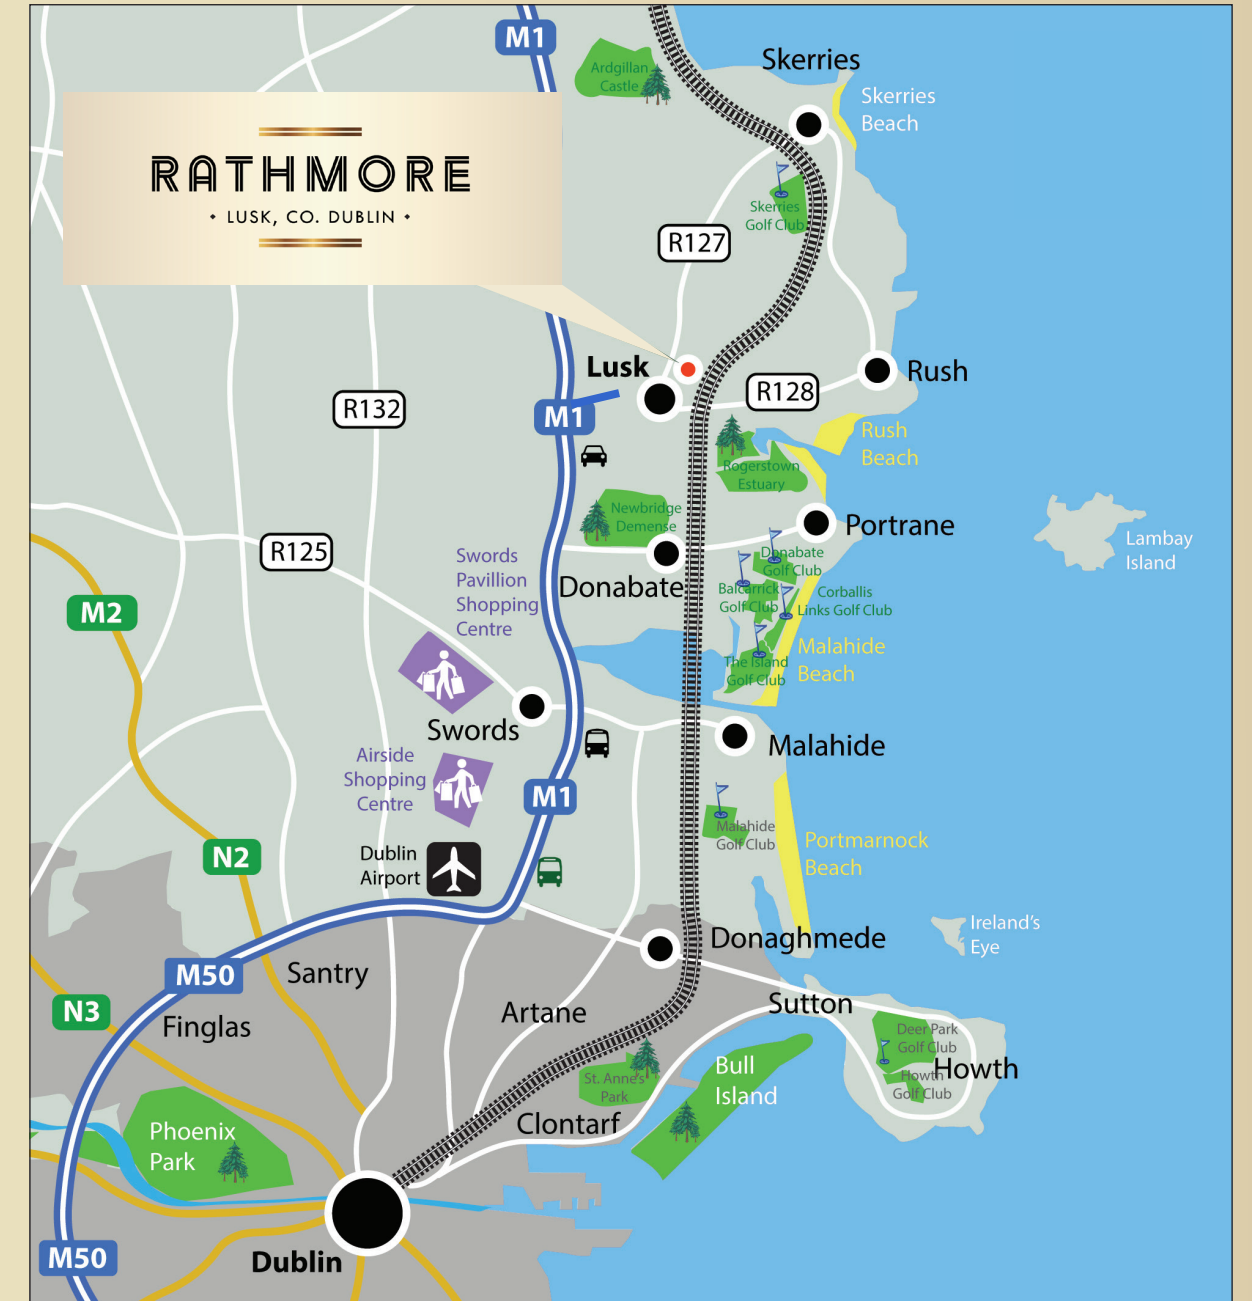 M1
Skerries
Ardgillan
Castle
Skerries
Beach
RATHMORE
• LUSK, CO. DUBLIN •
Skerries
Golf Club
R127
Lusk
Rush
R128
R132
M1
Rush
Beach
Rogerstown
Estuary
Newbridge
Demense
Portrane
R125
Swords
Pavillion
Shopping
Centre
Donabate
Donabate
Golf Club
Balcarrick
Golf Club
Corballis
Links Golf Club
Lambay
Island
M2
Malahide
Beach
The Island
Golf Club
Swords
Malahide
Airside
Shopping
Centre
M1
Malahide
Golf Club
Portmarnock
Beach
N2
Dublin
Airport
Ireland's
Eye
Donaghmede
M50
Santry
Sutton
N3
Finglas
Artane
Deer Park
Golf Club
Howth
Howth
Golf Club
St. Anne's
Park
Bull
Island
Clontarf
Phoenix
Park
Dublin
M50